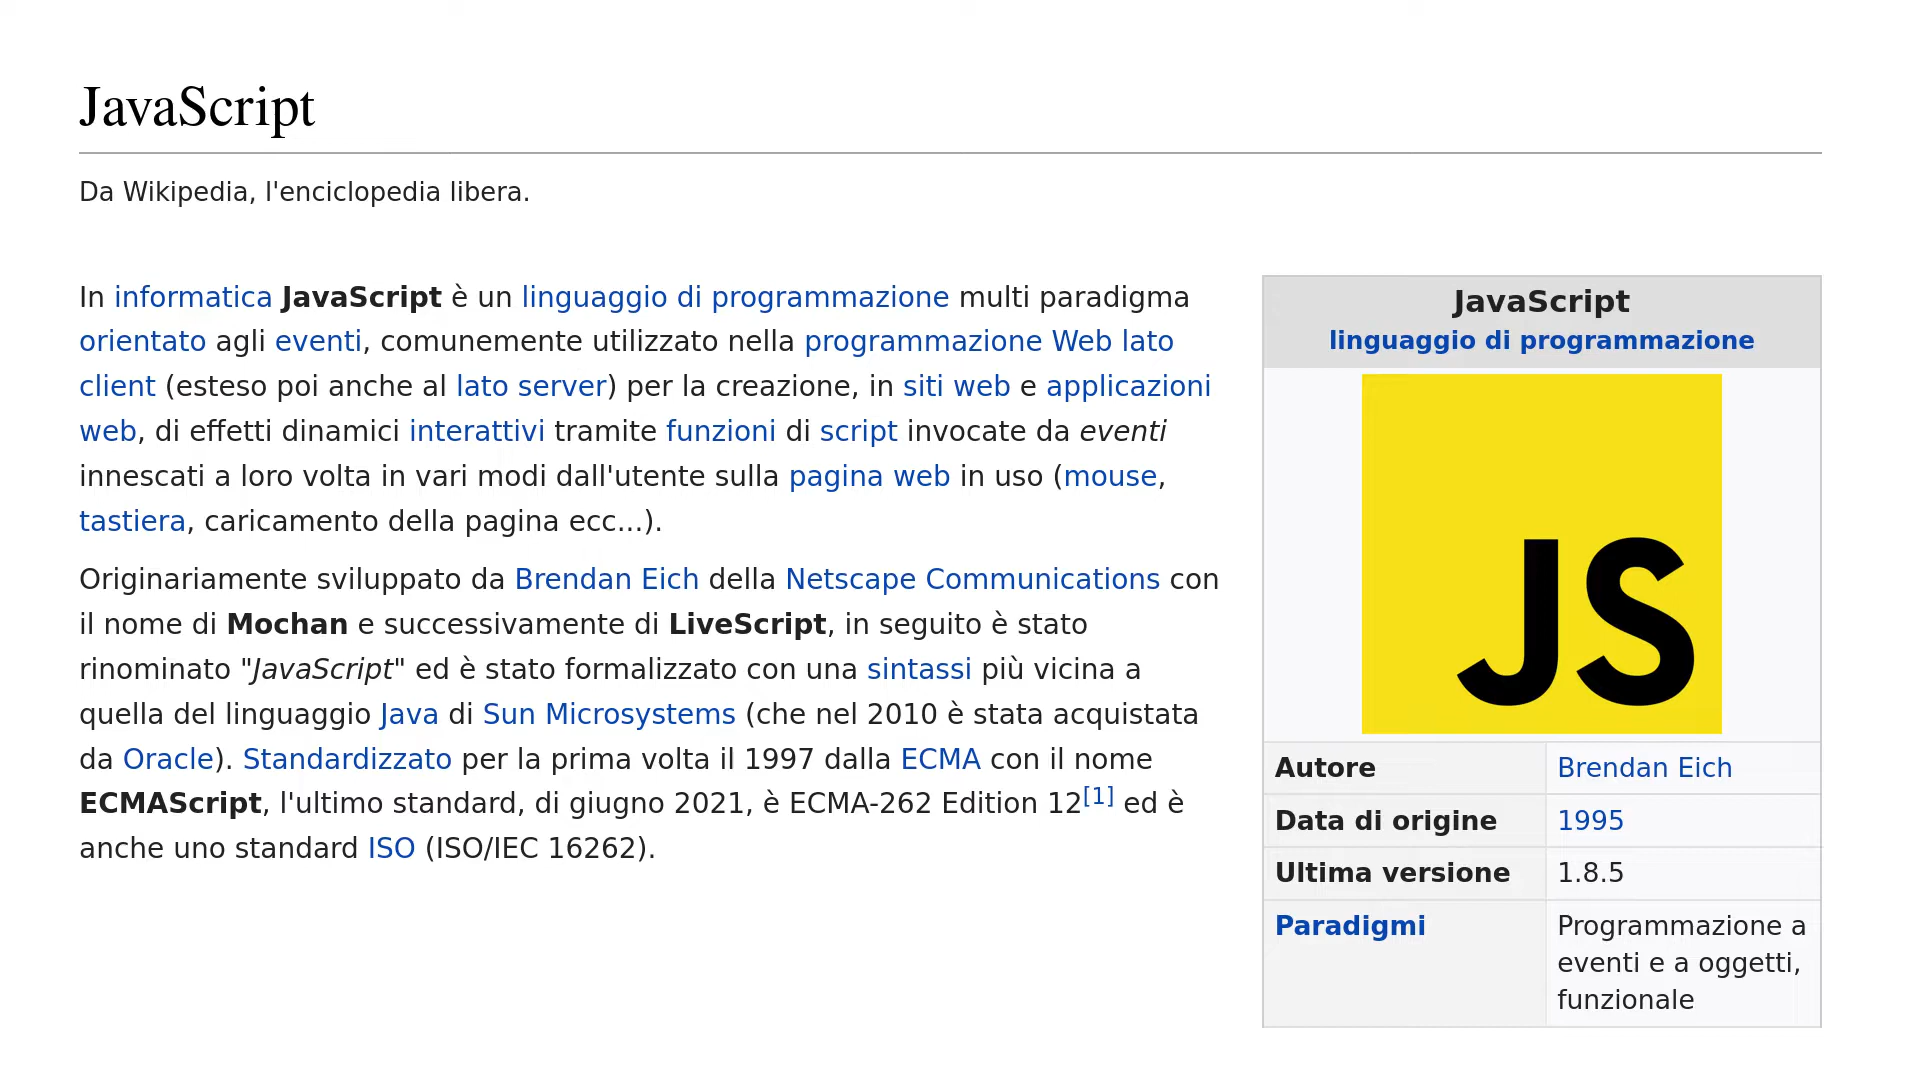 JavaScript
Da Wikipedia, l'enciclopedia libera.
In informatica JavaScript è un linguaggio di programmazione multi paradigma
orientato agli eventi, comunemente utilizzato nella programmazione Web lato
client (esteso poi anche al lato server) per la creazione, in siti web e applicazioni
web, di effetti dinamici interattivi tramite funzioni di script invocate da eventi
innescati a loro volta in vari modi dall'utente sulla pagina web in uso (mouse,
tastiera, caricamento della pagina ecc...).
Originariamente sviluppato da Brendan Eich della Netscape Communications con
il nome di Mochan e successivamente di LiveScript, in seguito è stato
rinominato "JavaScript" ed è stato formalizzato con una sintassi più vicina a
quella del linguaggio Java di Sun Microsystems (che nel 2010 è stata acquistata
da Oracle). Standardizzato per la prima volta il 1997 dalla ECMA con il nome
ECMAScript, l'ultimo standard, di giugno 2021, è ECMA-262 Edition 12[1] ed è
anche uno standard ISO (ISO/IEC 16262).
JavaScript
linguaggio di programmazione
JS
Autore Brendan Eich
Data di origine 1995
Ultima versione 1.8.5
Paradigmi Programmazione a
eventi e a oggetti,
funzionale